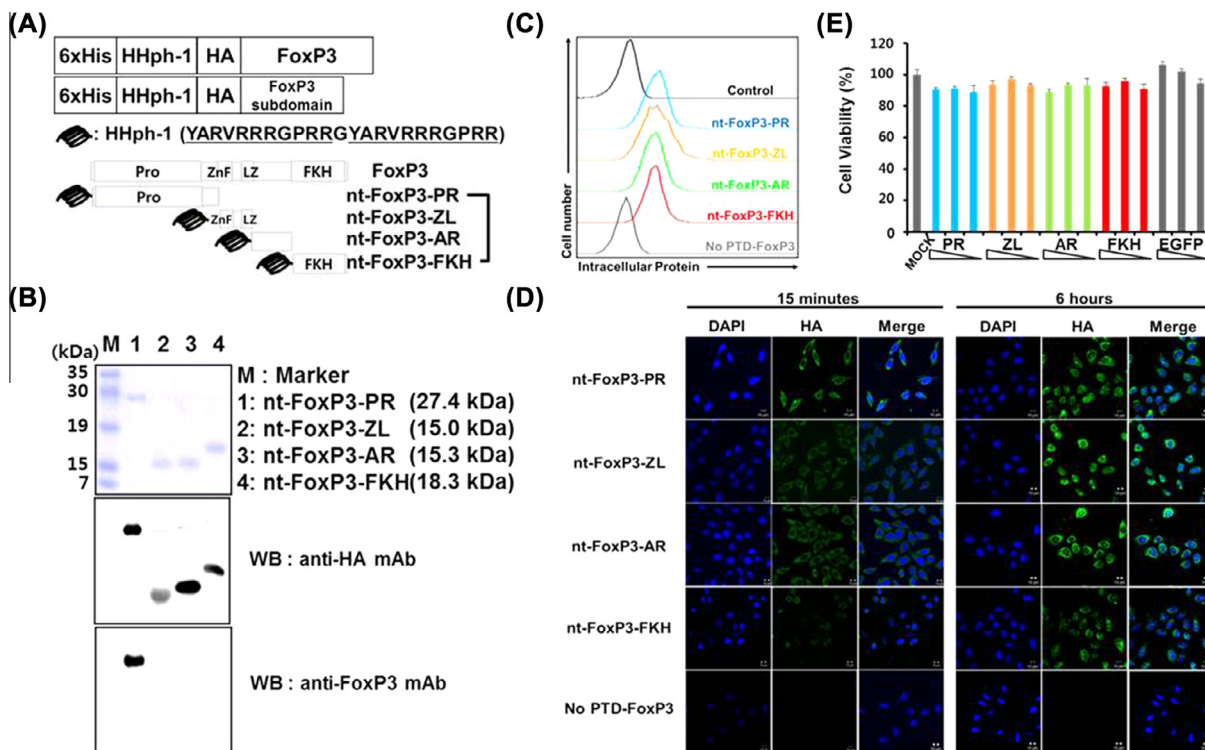 (A)
6xHis HHph-1 HA FoxP3
6xHis HHph-1 HA FoxP3 subdomain
: HHph-1 (YARVRRRGPRRGYARVRRRGPRR)
Pro ZnF LZ FKH FoxP3
Pro nt-FoxP3-PR
ZnF LZ nt-FoxP3-ZL
nt-FoxP3-AR
FKH nt-FoxP3-FKH
(B)
(kDa) M 1 2 3 4
35
30
19
15
7
M : Marker
1: nt-FoxP3-PR (27.4 kDa)
2: nt-FoxP3-ZL (15.0 kDa)
3: nt-FoxP3-AR (15.3 kDa)
4: nt-FoxP3-FKH (18.3 kDa)
WB : anti-HA mAb
WB : anti-FoxP3 mAb
(C)
Cell number
Control
nt-FoxP3-PR
nt-FoxP3-ZL
nt-FoxP3-AR
nt-FoxP3-FKH
No PTD-FoxP3
Intracellular Protein
(E)
Cell Viability (%)
120
100
80
60
40
20
0
MOCK PR ZL AR FKH EGFP
(D)
15 minutes 6 hours
DAPI HA Merge DAPI HA Merge
nt-FoxP3-PR
nt-FoxP3-ZL
nt-FoxP3-AR
nt-FoxP3-FKH
No PTD-FoxP3